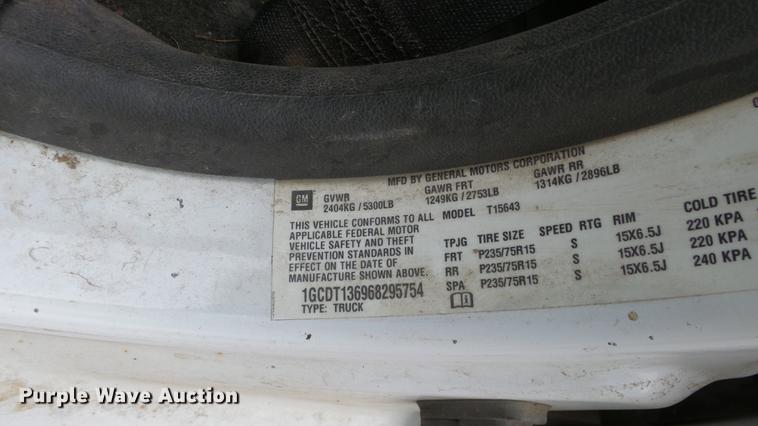 MFD BY GENERAL MOTORS CORPORATION
GM GVWR GAWR FRT GAWR RR
2404KG / 5300LB 1249KG / 2753LB 1314KG / 2896LB
THIS VEHICLE CONFORMS TO ALL MODEL T15643
APPLICABLE FEDERAL MOTOR
VEHICLE SAFETY AND THEFT
PREVENTION STANDARDS IN
EFFECT ON THE DATE OF
MANUFACTURE SHOWN ABOVE.
TPJG TIRE SIZE SPEED RTG RIM COLD TIRE
FRT P235/75R15 S 15X6.5J 220 KPA
RR P235/75R15 S 15X6.5J 220 KPA
SPA P235/75R15 S 15X6.5J 240 KPA
1GCDT136968295754
TYPE: TRUCK
Purple Wave Auction